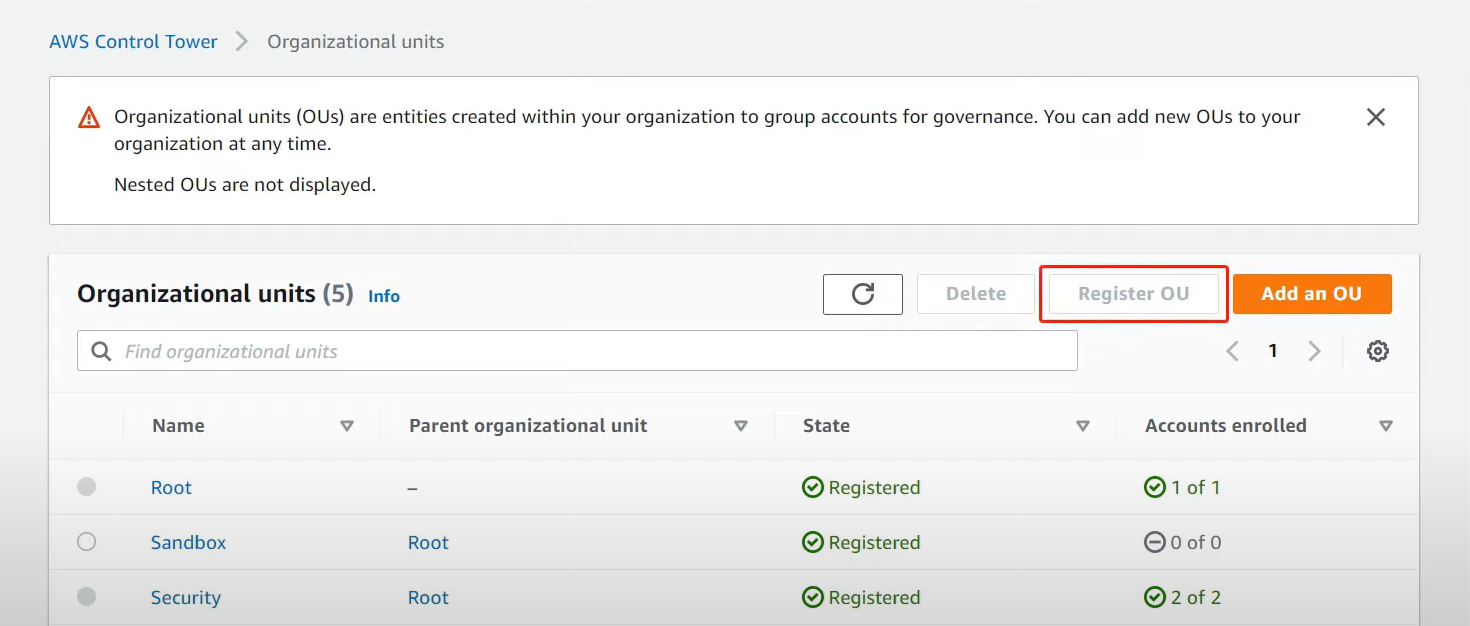 AWS Control Tower > Organizational units
Organizational units (OUs) are entities created within your organization to group accounts for governance. You can add new OUs to your
organization at any time.
Nested OUs are not displayed.
Organizational units (5) Info Delete Register OU Add an OU
Find organizational units 1
Name Parent organizational unit State Accounts enrolled
Root – Registered 1 of 1
Sandbox Root Registered 0 of 0
Security Root Registered 2 of 2